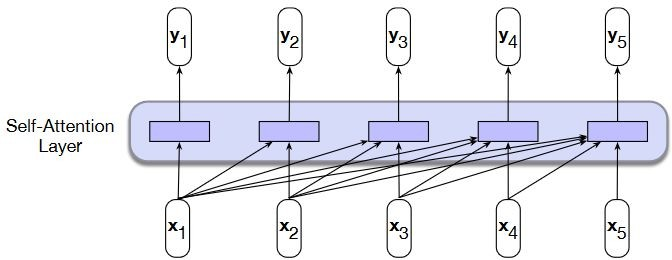 y1 y2 y3 y4 y5
Self-Attention
Layer
x1 x2 x3 x4 x5